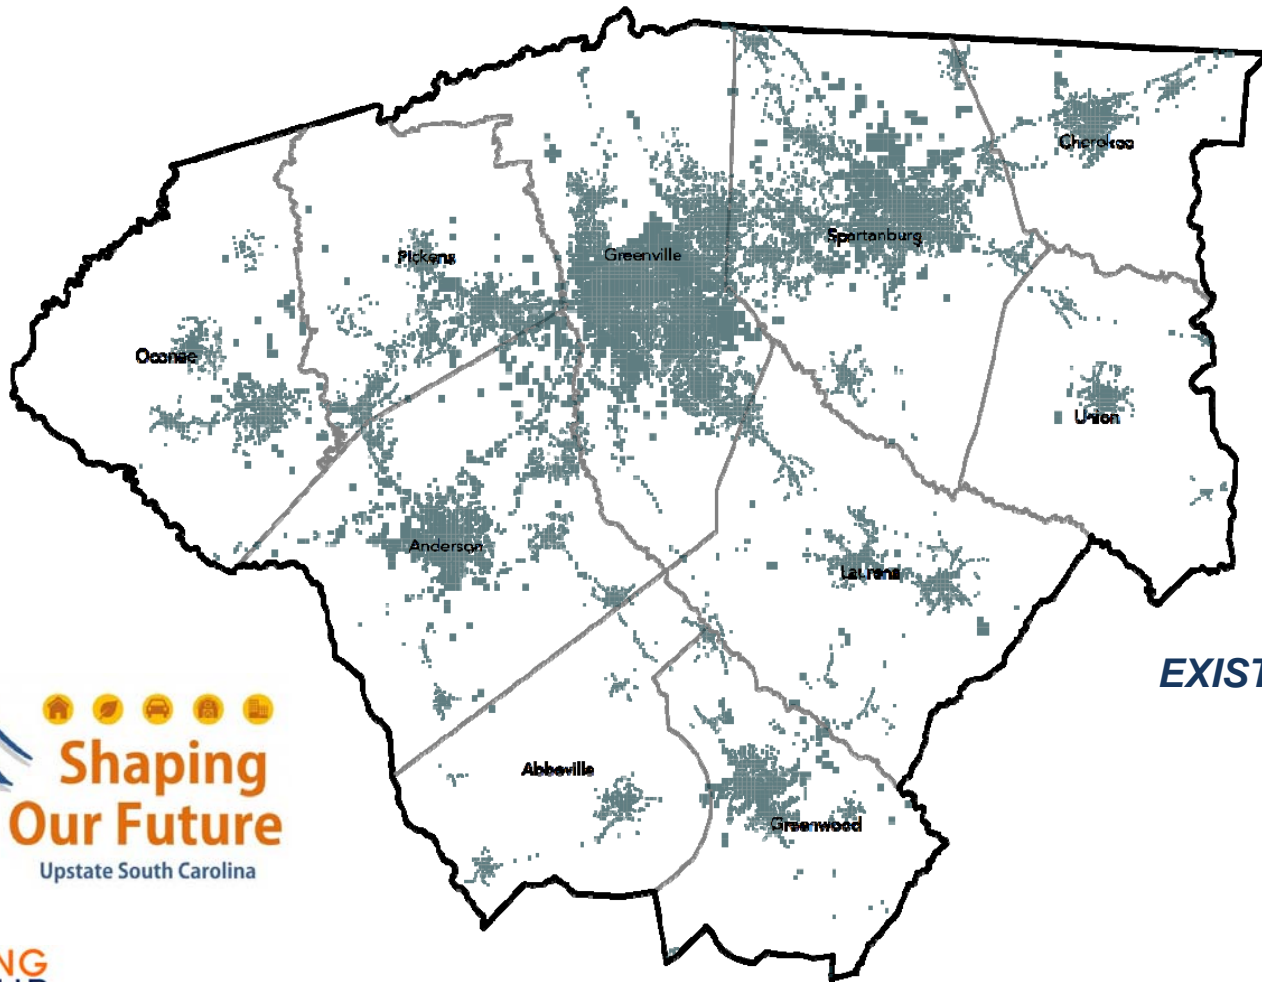 Cherokee
Spartanburg
Greenville
Pickens
Oconee
Union
Anderson
Laurens
EXIST
Shaping
Our Future
Upstate South Carolina
Abbeville
Greenwood
NG